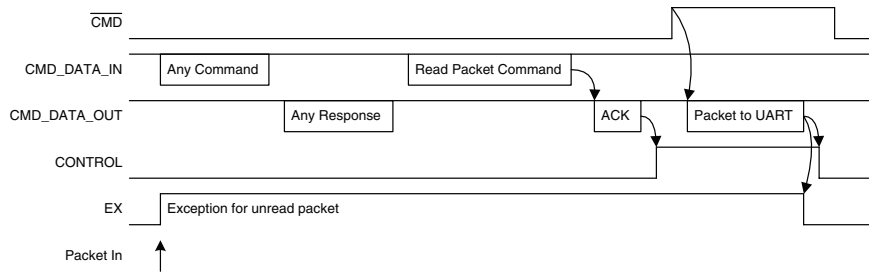 CMD
CMD_DATA_IN
Any Command
Read Packet Command
CMD_DATA_OUT
Any Response
ACK
Packet to UART
CONTROL
EX
Exception for unread packet
Packet In